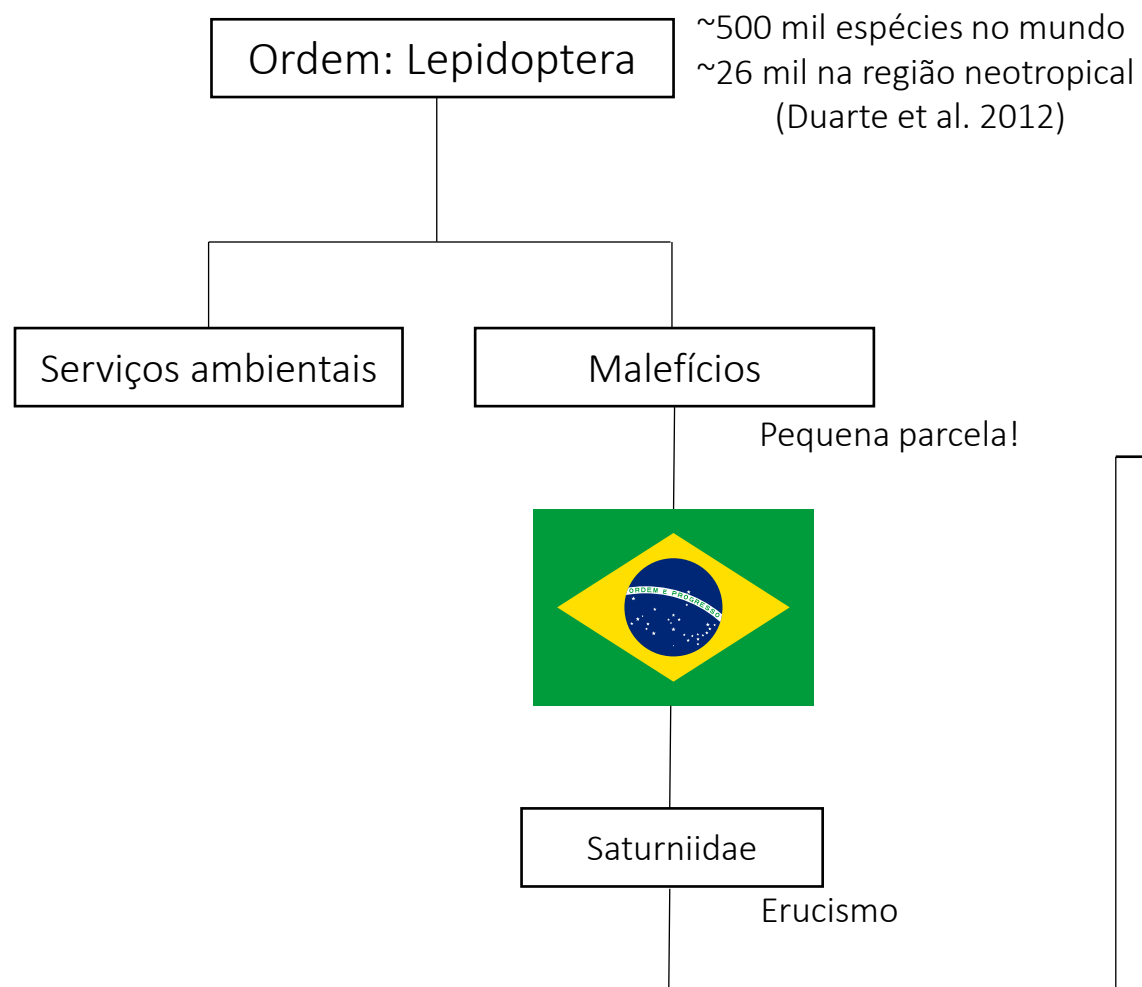 Ordem: Lepidoptera
~500 mil espécies no mundo
~26 mil na região neotropical
(Duarte et al. 2012)
Serviços ambientais
Malefícios
Pequena parcela!
ORDEM E PROGRESSO
Saturniidae
Erucismo